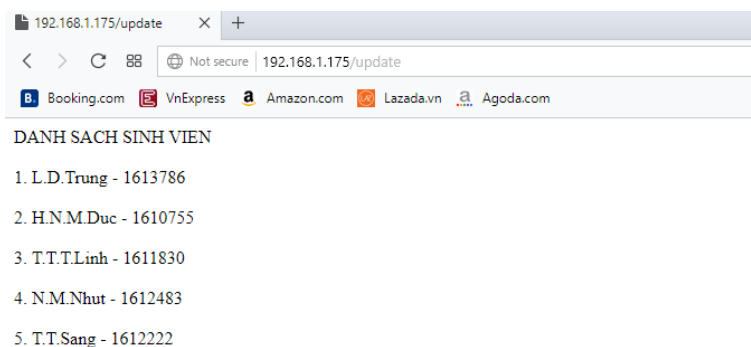 192.168.1.175/update
Not secure 192.168.1.175/update
B. Booking.com E VnExpress a Amazon.com Lazada.vn a Agoda.com
DANH SACH SINH VIEN
1. L.D.Trung - 1613786
2. H.N.M.Duc - 1610755
3. T.T.T.Linh - 1611830
4. N.M.Nhut - 1612483
5. T.T.Sang - 1612222